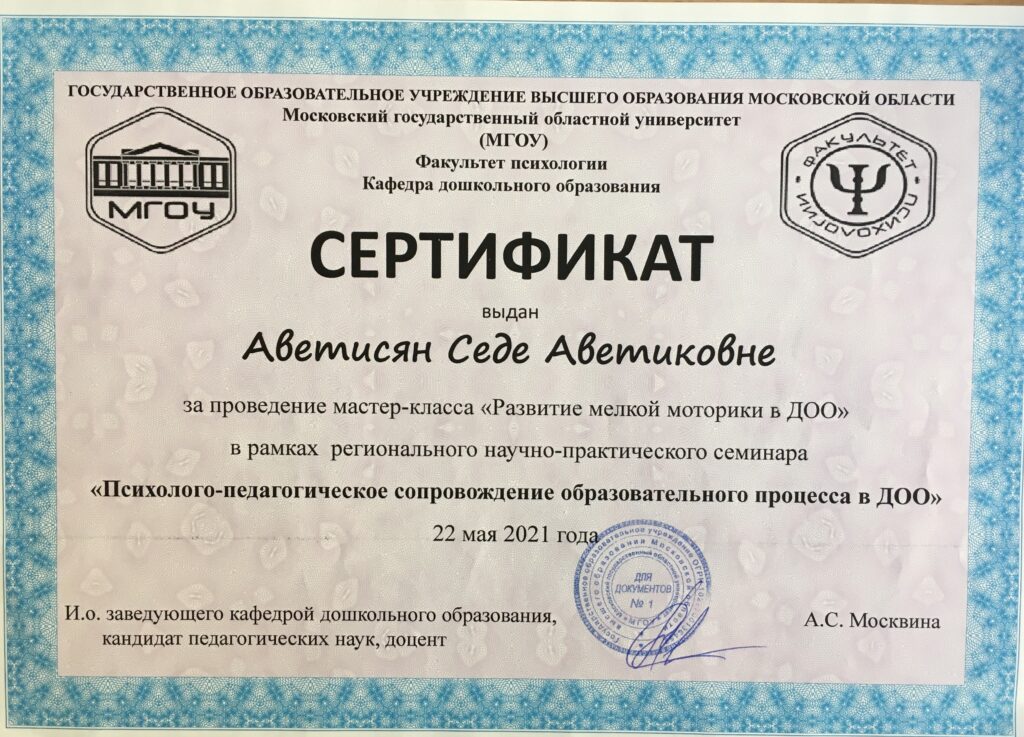 ГОСУДАРСТВЕННОЕ ОБРАЗОВАТЕЛЬНОЕ УЧРЕЖДЕНИЕ ВЫСШЕГО ОБРАЗОВАНИЯ МОСКОВСКОЙ ОБЛАСТИ
Московский государственный областной университет
(МГОУ)
Факультет психологии
Кафедра дошкольного образования
МГОУ
ФАКУЛЬТЕТ ПСИХОЛОГИИ
СЕРТИФИКАТ
выдан
Аветисян Седе Аветиковне
за проведение мастер-класса «Развитие мелкой моторики в ДОО»
в рамках регионального научно-практического семинара
«Психолого-педагогическое сопровождение образовательного процесса в ДОО»
22 мая 2021 года
ДЛЯ
ДОКУМЕНТОВ
№ 1
И.о. заведующего кафедрой дошкольного образования,
кандидат педагогических наук, доцент
А.С. Москвина